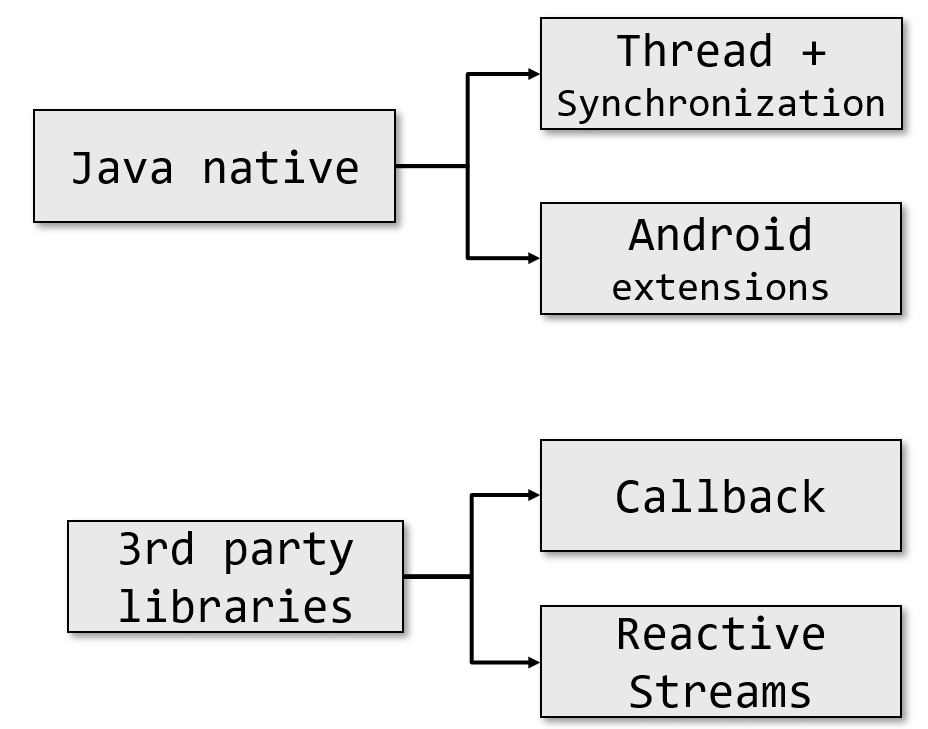 Java native
Thread +
Synchronization
Android
extensions
3rd party
libraries
Callback
Reactive
Streams